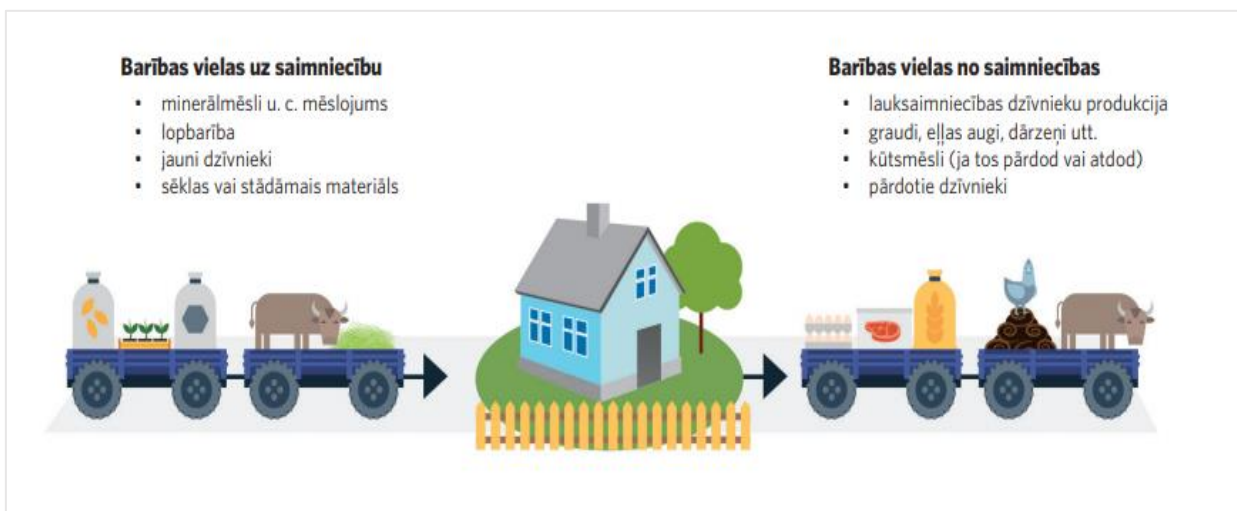 Barības vielas uz saimniecību
• minerālmēsli u. c. mēslojums
• lopbarība
• jauni dzīvnieki
• sēklas vai stādāmais materiāls
Barības vielas no saimniecības
• lauksaimniecības dzīvnieku produkcija
• graudi, eļļas augi, dārzeņi utt.
• kūtsmēsli (ja tos pārdod vai atdod)
• pārdotie dzīvnieki